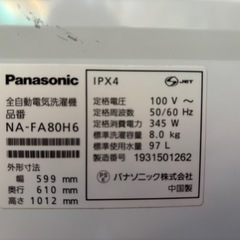 Panasonic
全自動電気洗濯機
品番
NA-FA80H6
外形寸法
幅 599 mm
奥行 610 mm
高さ 1012 mm
IPX4
S JET
定格電圧 100 V ～
定格周波数 50/60 Hz
定格消費電力 345 W
標準洗濯容量 8.0 kg
標準使用水量 97 L
製造番号 1931501262
パナソニック株式会社
中国製